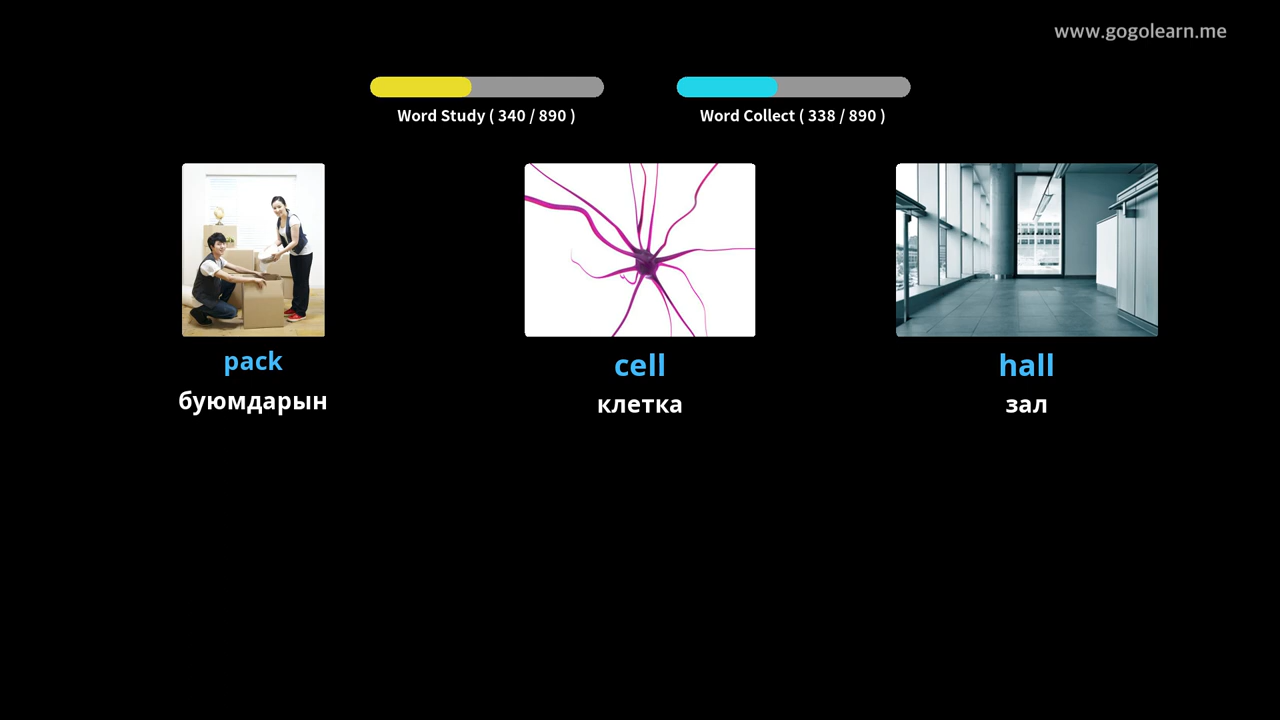 www.gogolearn.me
Word Study ( 340 / 890 )
Word Collect ( 338 / 890 )
pack
буюмдарын
cell
клетка
hall
зал